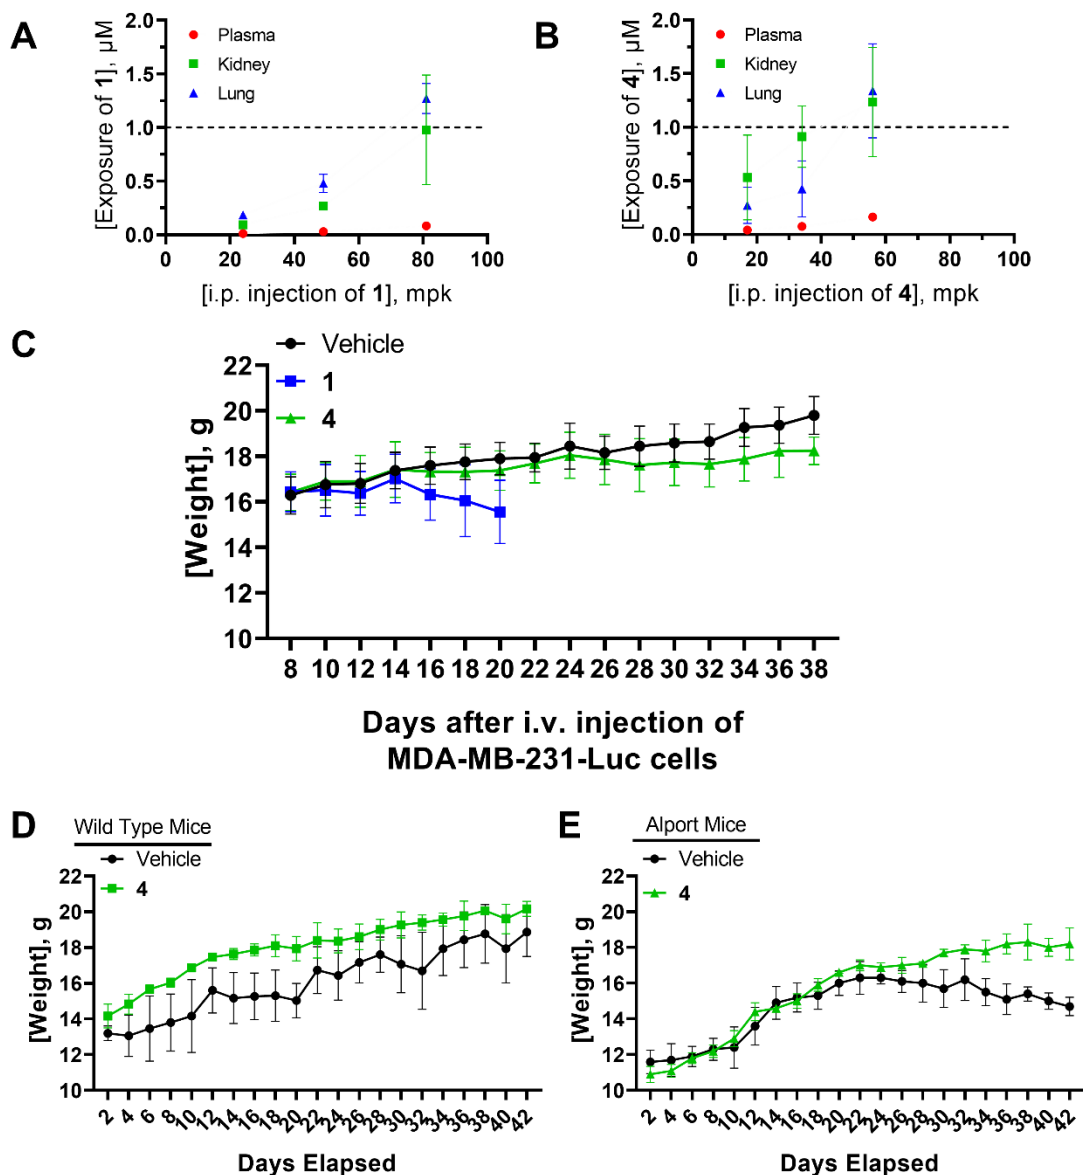 A
[Exposure of 1], µM
2.0
1.5
1.0
0.5
0.0
Plasma
Kidney
Lung
0 20 40 60 80 100
[i.p. injection of 1], mpk
B
[Exposure of 4], µM
2.0
1.5
1.0
0.5
0.0
Plasma
Kidney
Lung
0 20 40 60 80 100
[i.p. injection of 4], mpk
C
Vehicle
1
4
[Weight], g
22
20
18
16
14
12
10
8 10 12 14 16 18 20 22 24 26 28 30 32 34 36 38
Days after i.v. injection of
MDA-MB-231-Luc cells
D
Wild Type Mice
Vehicle
4
[Weight], g
22
20
18
16
14
12
10
2 4 6 8 10 12 14 16 18 20 22 24 26 28 30 32 34 36 38 40 42
Days Elapsed
E
Alport Mice
Vehicle
4
[Weight], g
22
20
18
16
14
12
10
2 4 6 8 10 12 14 16 18 20 22 24 26 28 30 32 34 36 38 40 42
Days Elapsed